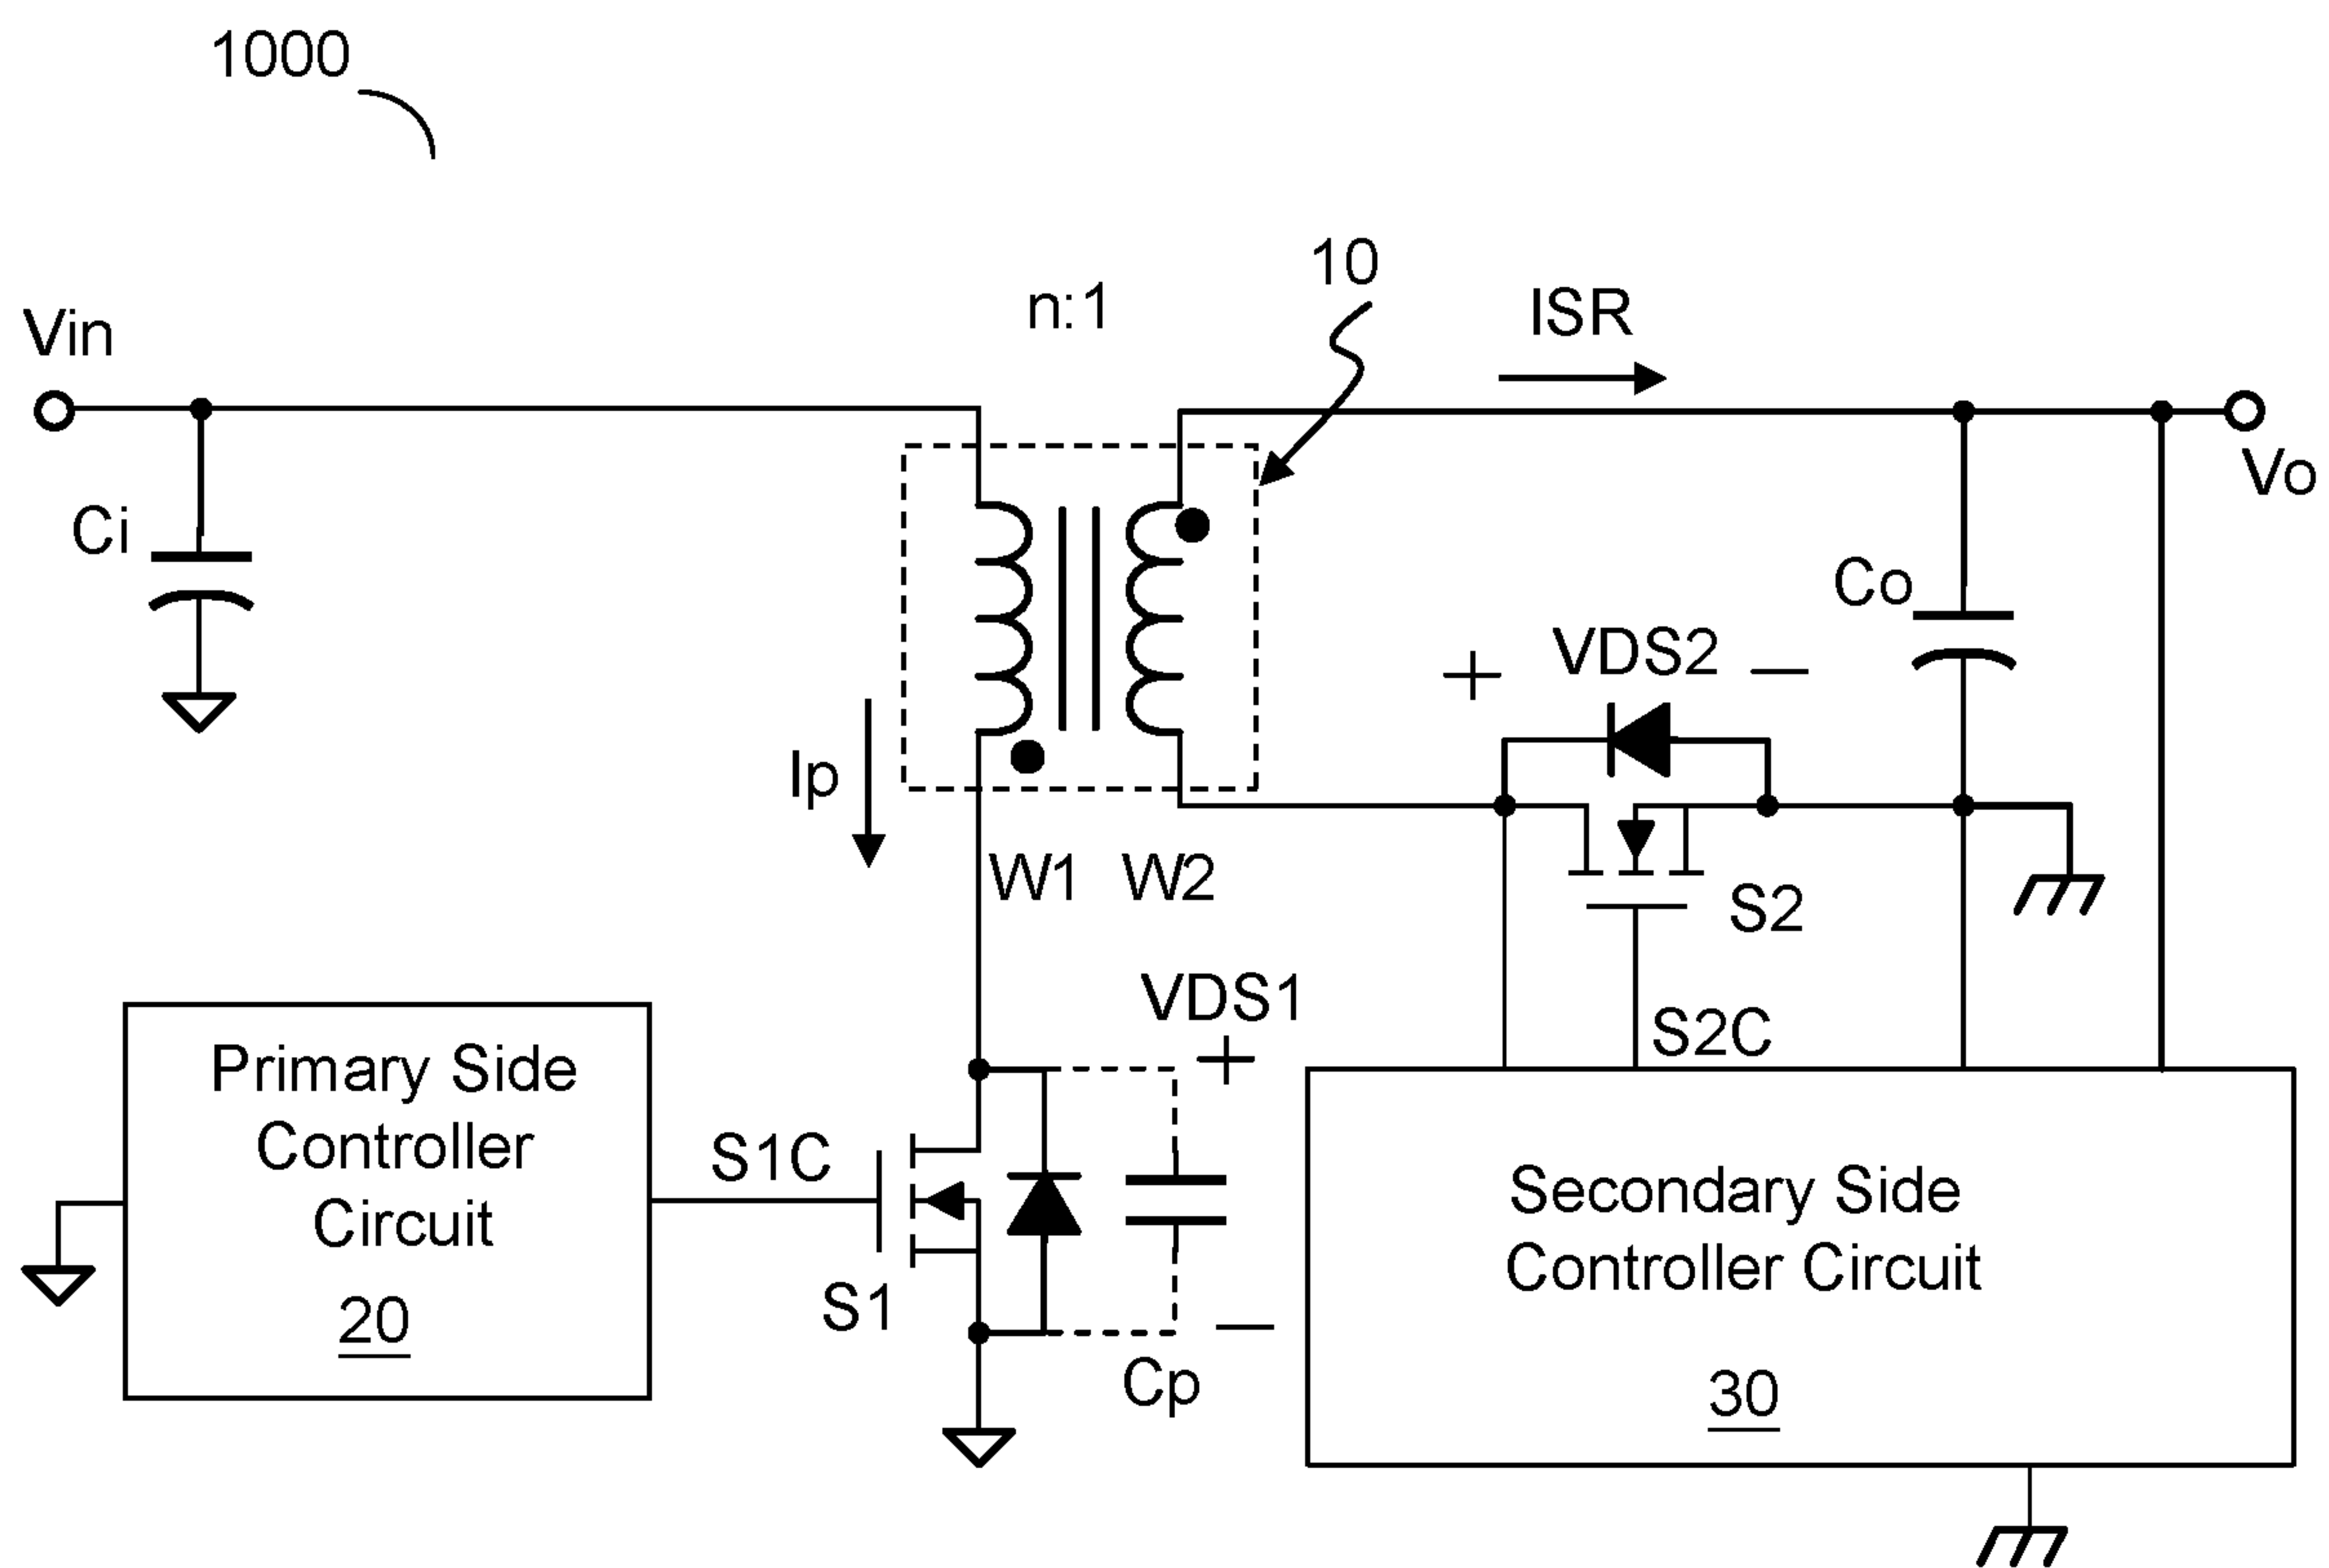 1000
10
n:1
ISR
Vin
Vo
Ci
Co
+ VDS2 —
Ip
W1 W2
S2
VDS1
+
S2C
Primary Side
Controller
Circuit
20
S1C
S1
—
Cp
Secondary Side
Controller Circuit
30